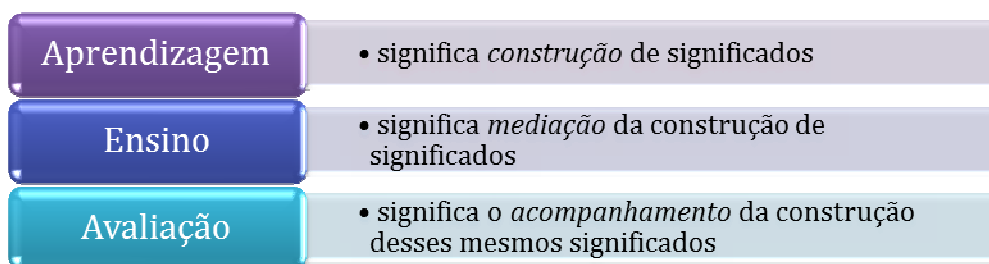 Aprendizagem
• significa construção de significados
Ensino
• significa mediação da construção de
significados
Avaliação
• significa o acompanhamento da construção
desses mesmos significados